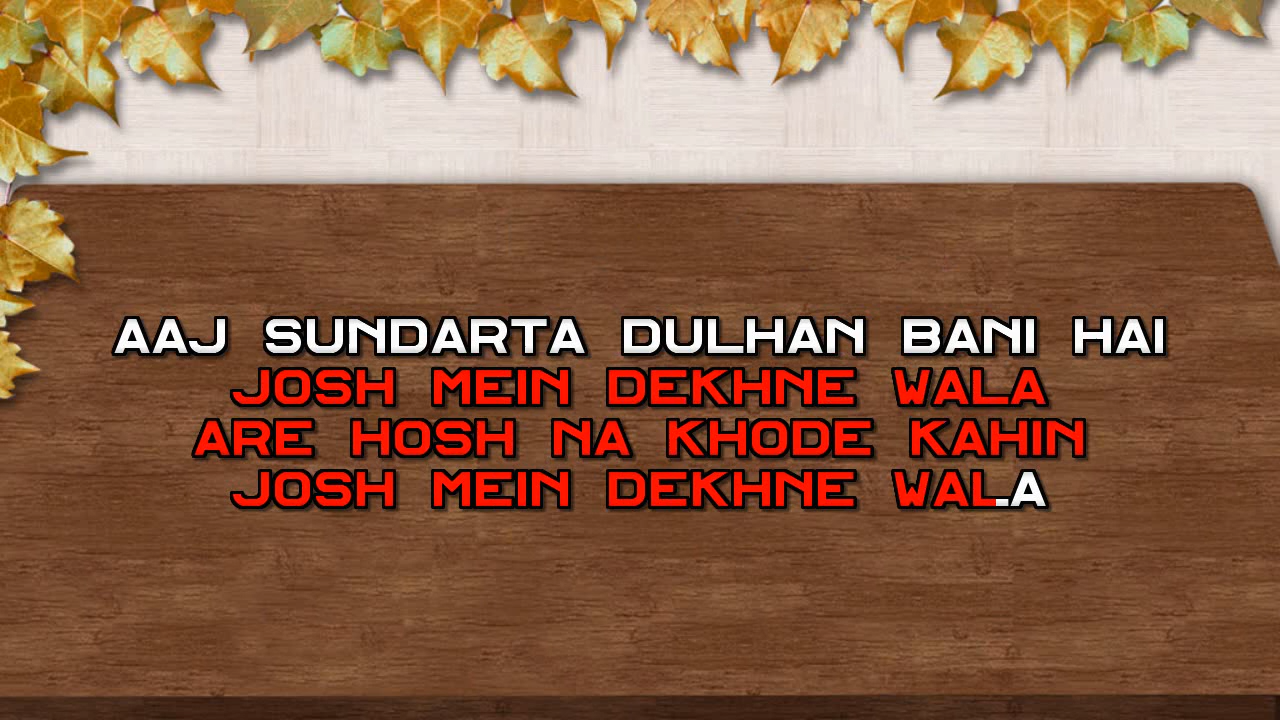 AAJ SUNDARTA DULHAN BANI HAI
JOSH MEIN DEKHNE WALA
ARE HOSH NA KHODE KAHIN
JOSH MEIN DEKHNE WALA